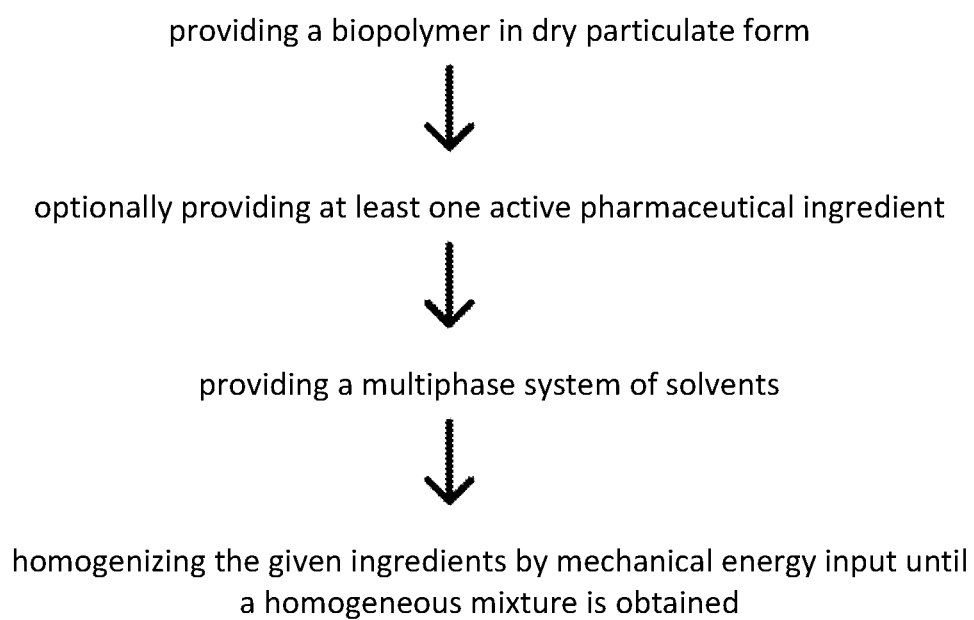 providing a biopolymer in dry particulate form
optionally providing at least one active pharmaceutical ingredient
providing a multiphase system of solvents
homogenizing the given ingredients by mechanical energy input until
a homogeneous mixture is obtained